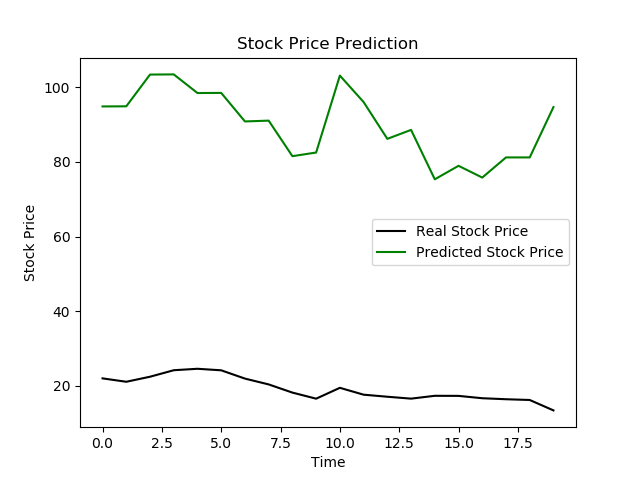 Stock Price Prediction
100
80
60
40
20
Stock Price
Real Stock Price
Predicted Stock Price
0.0 2.5 5.0 7.5 10.0 12.5 15.0 17.5
Time